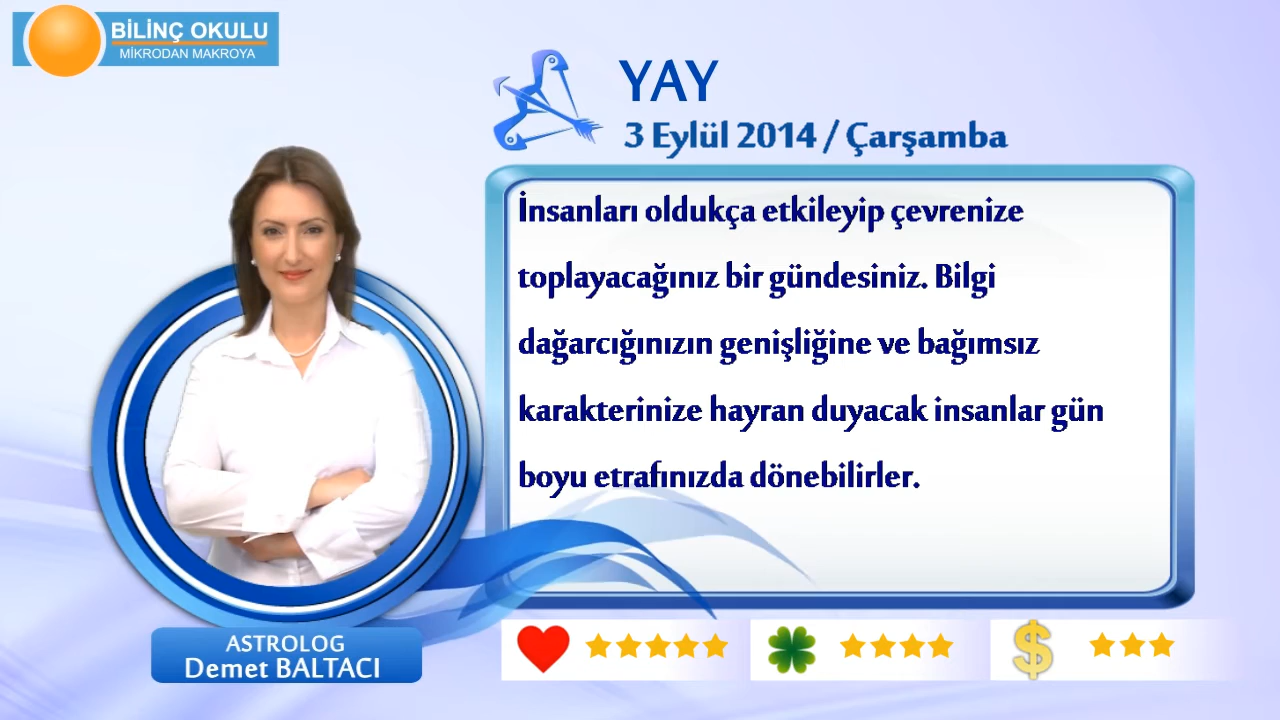 BİLİNÇ OKULU
MİKRODAN MAKROYA
YAY
3 Eylül 2014 / Çarşamba
İnsanları oldukça etkileyip çevrenize
toplayacağınız bir gündesiniz. Bilgi
dağarcığınızın genişliğine ve bağımsız
karakterinize hayran duyacak insanlar gün
boyu etrafınızda dönebilirler.
ASTROLOG
Demet BALTACI